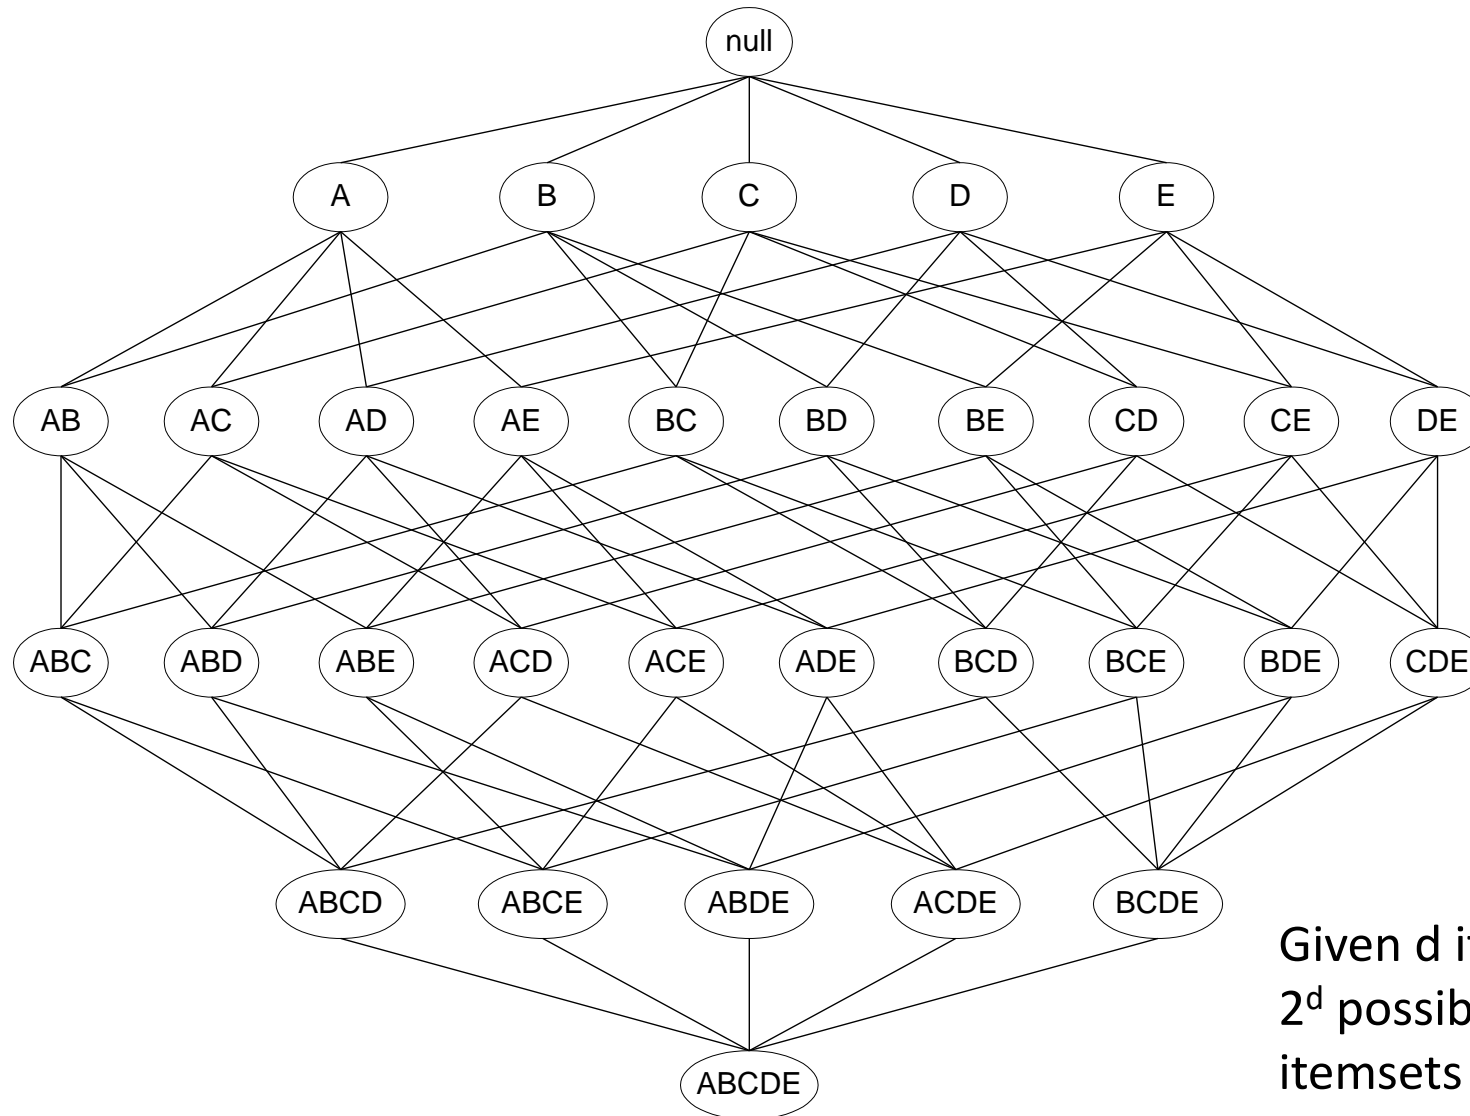 null
A B C D E
AB AC AD AE BC BD BE CD CE DE
ABC ABD ABE ACD ACE ADE BCD BCE BDE CDE
ABCD ABCE ABDE ACDE BCDE
ABCDE
Given d
2ᵈ
itemsets